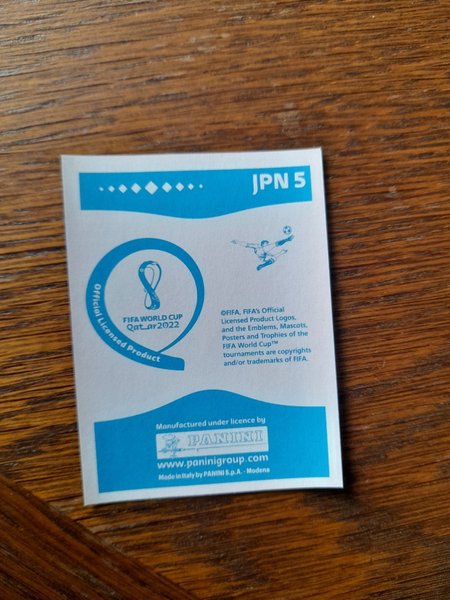 JPN 5
FIFA WORLD CUP
Qatar2022
Official Licensed Product
©FIFA, FIFA's Official
Licensed Product Logos,
and the Emblems, Mascots,
Posters and Trophies of the
FIFA World Cup™
tournaments are copyrights
and/or trademarks of FIFA.
Manufactured under licence by
PANINI
www.paninigroup.com
Made in Italy by PANINI S.p.A. - Modena